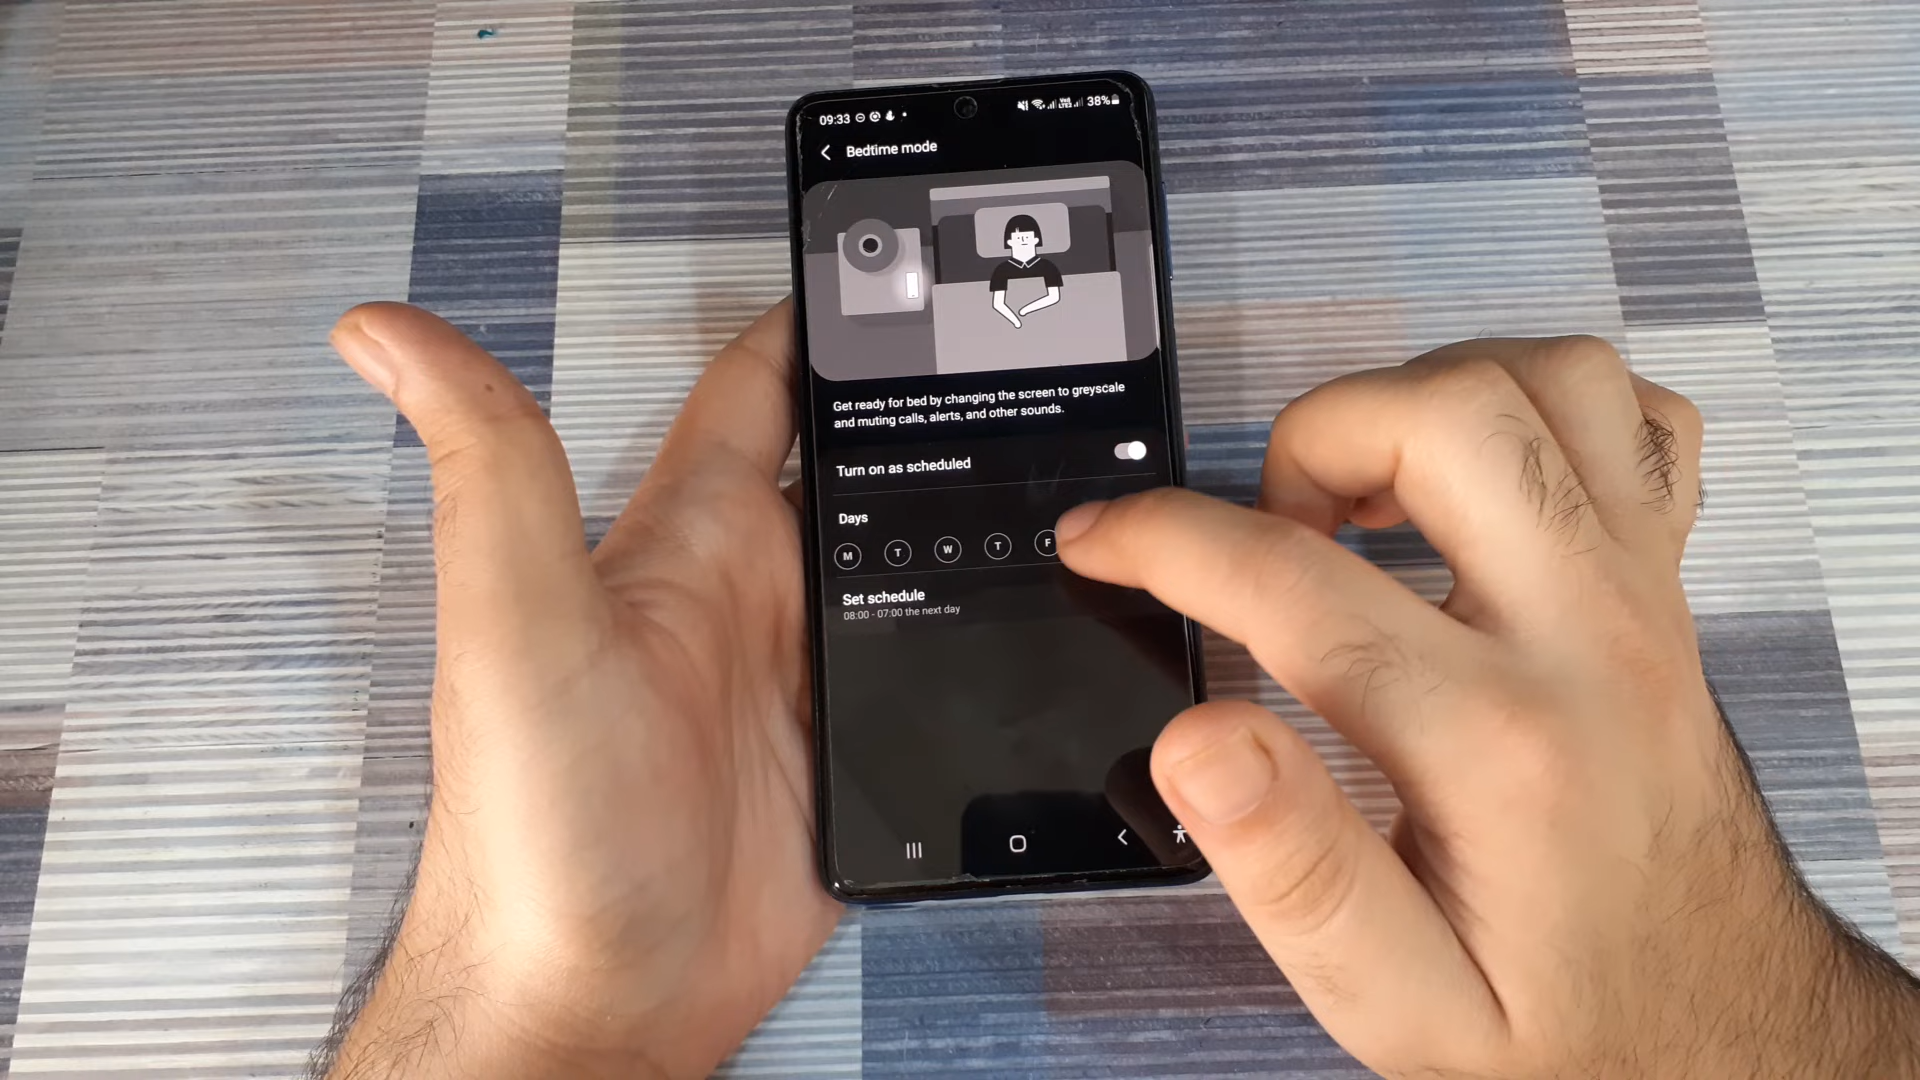 09:33
38%
Bedtime mode
Get ready for bed by changing the screen to greyscale
and muting calls, alerts, and other sounds.
Turn on as scheduled
Days
M T W T F
Set schedule
08:00 - 07:00 the next day